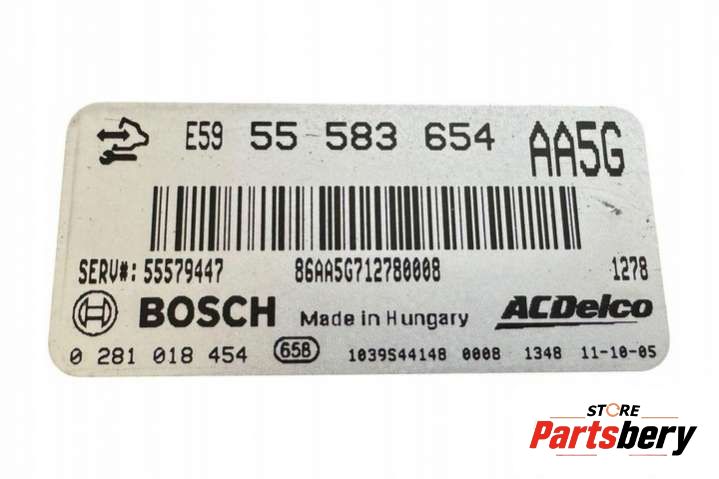 E59 55 583 654 AA5G
SERV#: 55579447 86AA5G712780008 1278
BOSCH Made in Hungary ACDelco
0 281 018 454 658 1039S44148 0008 1348 11-10-05
STORE
Partsbery